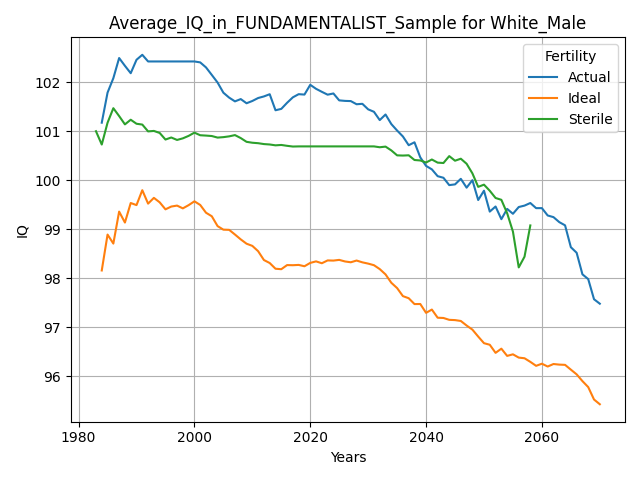 Average_IQ_in_FUNDAMENTALIST_Sample for White_Male
Fertility
Actual
Ideal
Sterile
IQ
102
101
100
99
98
97
96
1980
2000
2020
2040
2060
Years